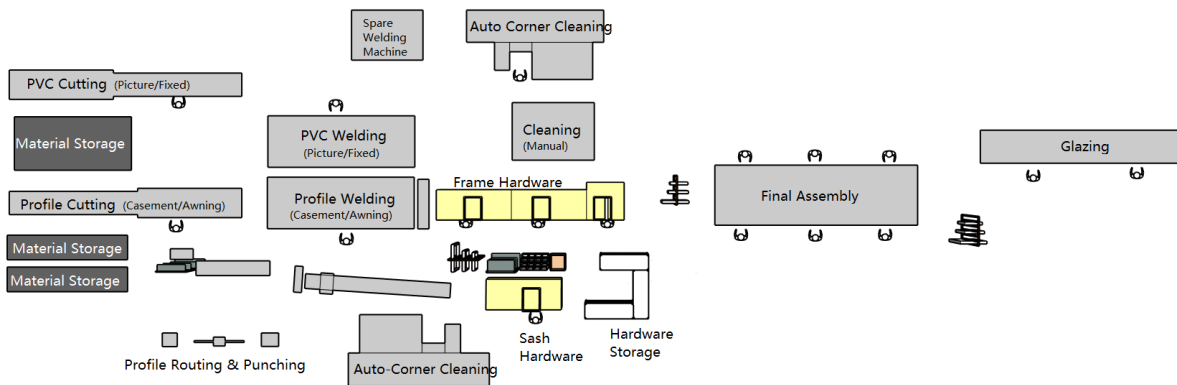 Spare
Welding
Machine
Auto Corner Cleaning
PVC Cutting (Picture/Fixed)
Material Storage
PVC Welding
(Picture/Fixed)
Cleaning
(Manual)
Glazing
Profile Cutting (Casement/Awning)
Profile Welding
(Casement/Awning)
Frame Hardware
Final Assembly
Material Storage
Material Storage
Sash
Hardware
Hardware
Storage
Profile Routing & Punching
Auto-Corner Cleaning